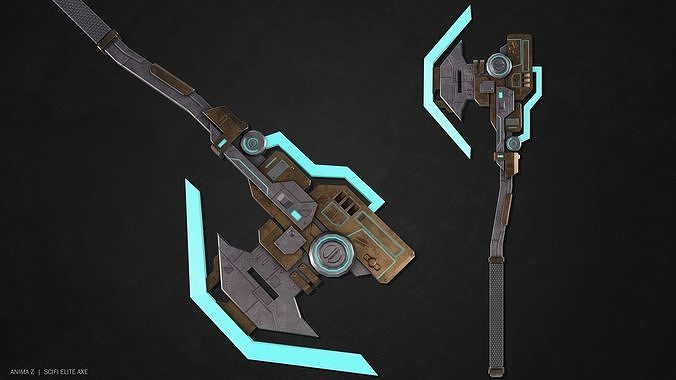 ANIMA Z | SCIFI ELITE AXE